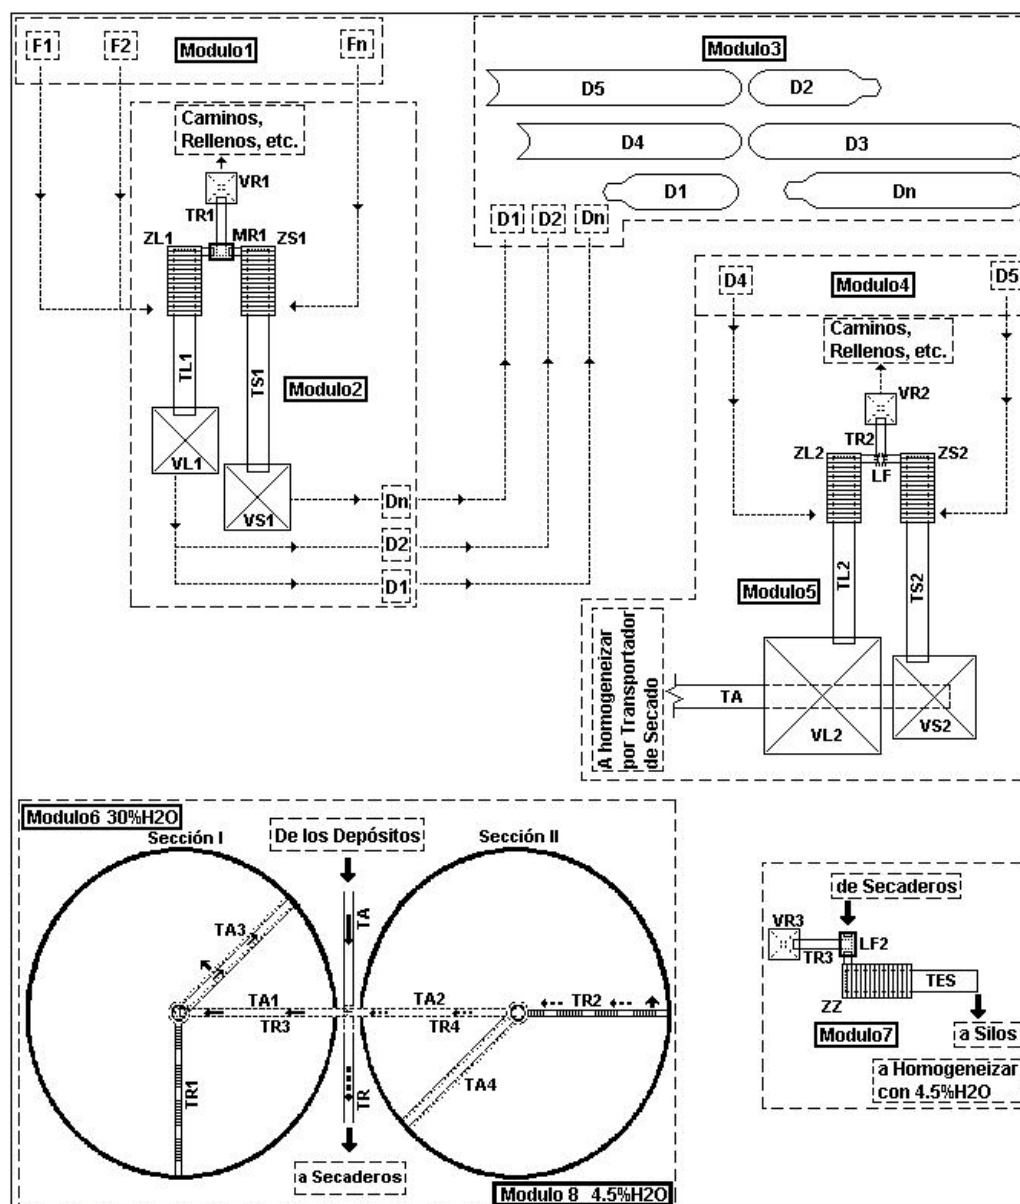 F1
F2
Modulo1
Fn
Caminos,
Rellenos, etc.
VR1
TR1
ZL1
MR1
ZS1
TL1
TS1
Modulo2
VL1
VS1
Dn
D2
D1
Modulo3
D5
D2
D4
D3
D1
Dn
D1
D2
Dn
D4
Modulo4
D5
Caminos,
Rellenos, etc.
VR2
TR2
ZL2
LF
ZS2
TL2
TS2
Modulo5
A homogeneizar
por Transportador
de Secado
TA
VL2
VS2
Modulo6 30%H2O
Sección I
De los Depósitos
Sección II
TA
TA3
TA1
TR3
TA2
TR4
TR2
TR1
TA4
TR
a Secaderos
Modulo 8 4.5%H2O
de Secaderos
VR3
TR3
LF2
ZZ
TES
Modulo7
a Silos
a Homogeneizar
con 4.5%H2O